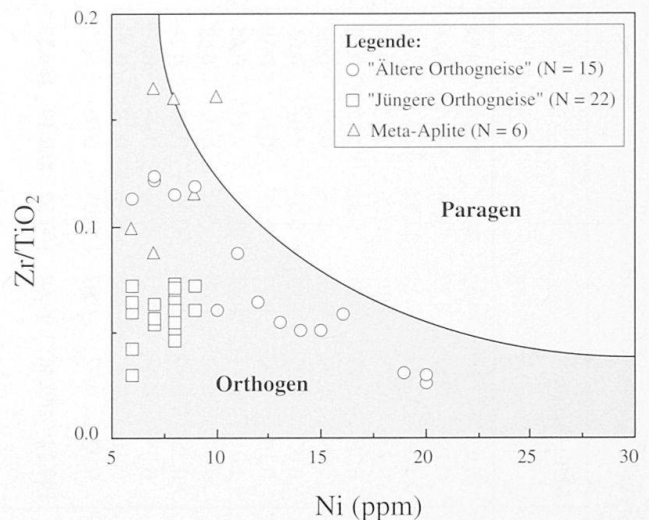 0.2
Legende:
"Ältere Orthogneise" (N = 15)
"Jüngere Orthogneise" (N = 22)
Meta-Aplite (N = 6)
Zr/TiO2
0.1
Paragen
Orthogen
0.0
5 10 15 20 25 30
Ni (ppm)